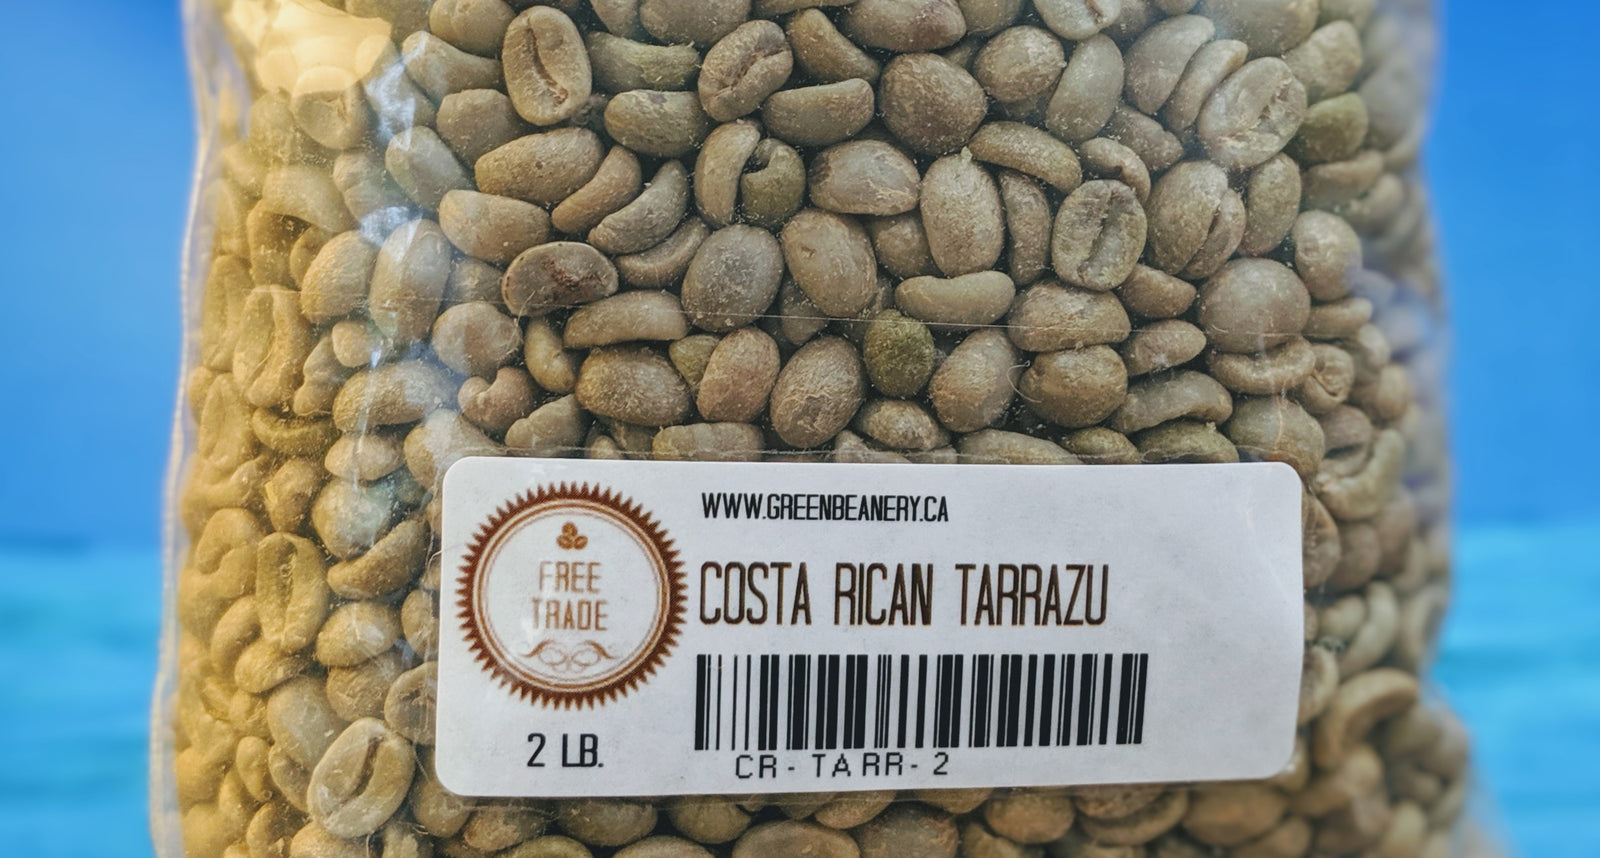 WWW.GREENBEANERY.CA
FREE
TRADE
COSTA RICAN TARRAZU
2 LB.
CR-TARR-2